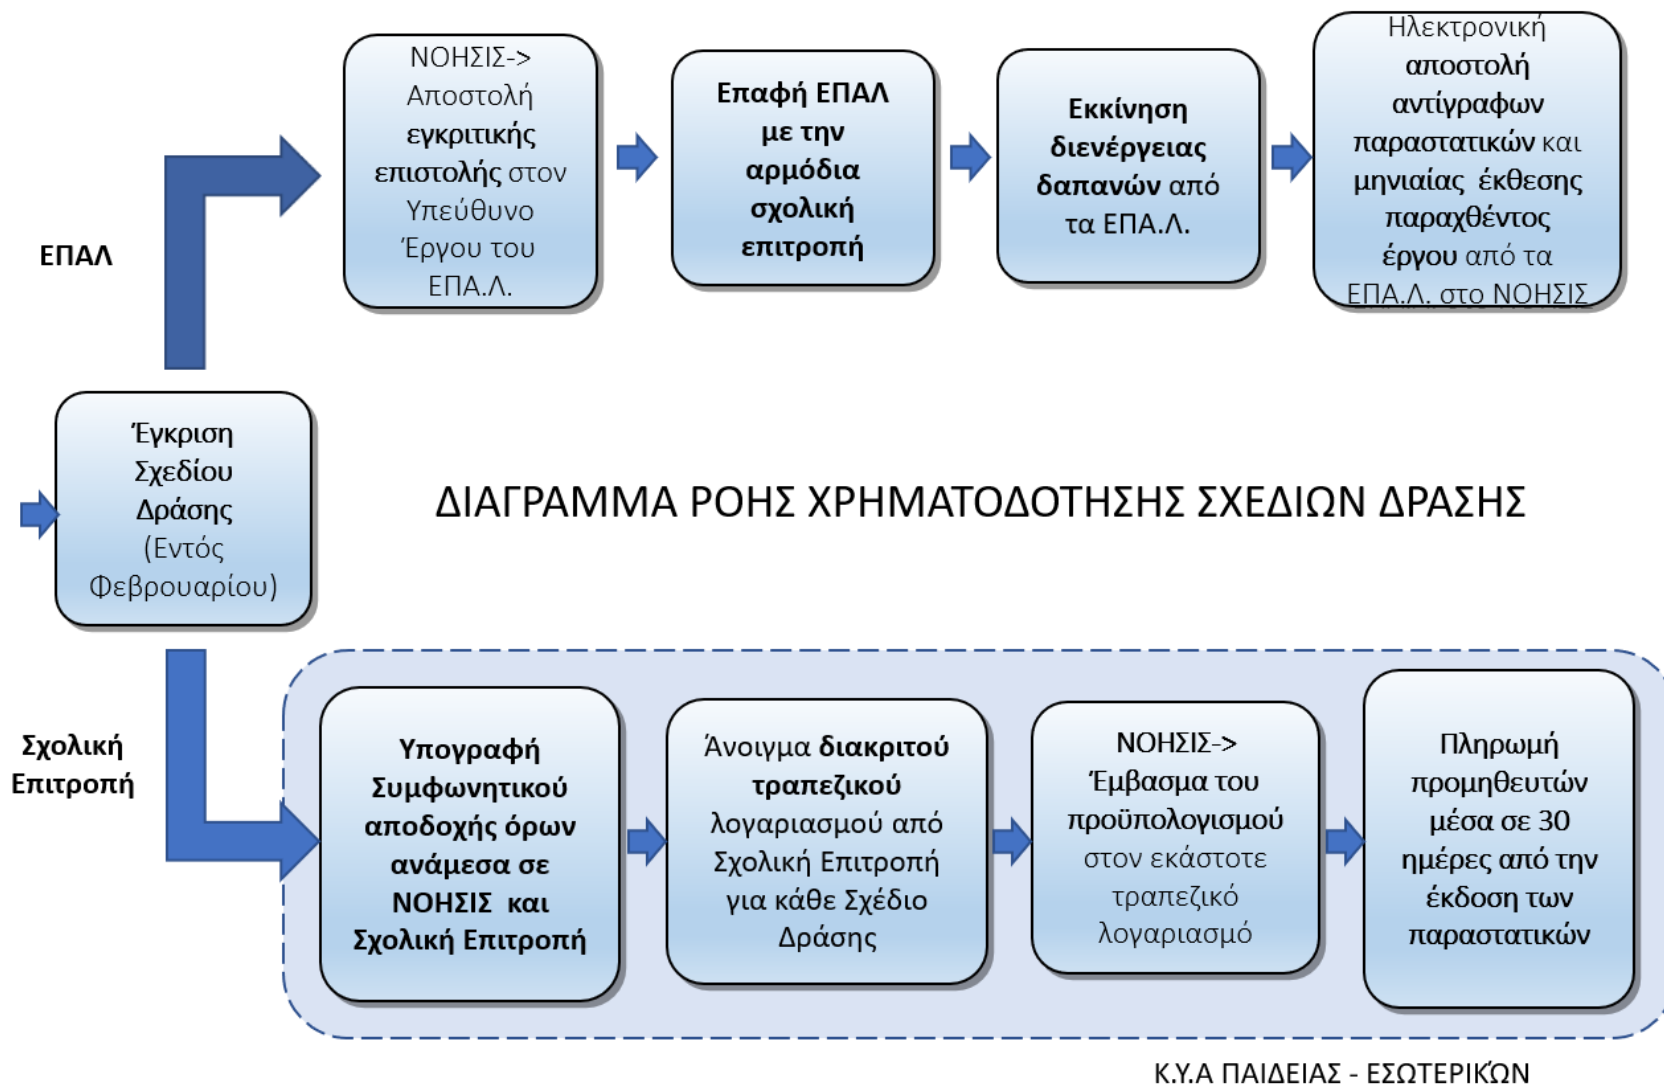 ΝΟΗΣΙΣ->
Αποστολή
εγκριτικής
επιστολής στον
Υπεύθυνο
Έργου του
ΕΠΑ.Λ.
Επαφή ΕΠΑΛ
με την
αρμόδια
σχολική
επιτροπή
Εκκίνηση
διενέργειας
δαπανών από
τα ΕΠΑ.Λ.
Ηλεκτρονική
αποστολή
αντίγραφων
παραστατικών και
μηνιαίας έκθεσης
παραχθέντος
έργου από τα
ΕΠΑ.Λ. στο ΝΟΗΣΙΣ
ΕΠΑΛ
Έγκριση
Σχεδίου
Δράσης
(Εντός
Φεβρουαρίου)
ΔΙΑΓΡΑΜΜΑ ΡΟΗΣ ΧΡΗΜΑΤΟΔΟΤΗΣΗΣ ΣΧΕΔΙΩΝ ΔΡΑΣΗΣ
Σχολική
Επιτροπή
Υπογραφή
Συμφωνητικού
αποδοχής όρων
ανάμεσα σε
ΝΟΗΣΙΣ και
Σχολική Επιτροπή
Άνοιγμα διακριτού
τραπεζικού
λογαριασμού από
Σχολική Επιτροπή
για κάθε Σχέδιο
Δράσης
ΝΟΗΣΙΣ->
Έμβασμα του
προϋπολογισμού
στον εκάστοτε
τραπεζικό
λογαριασμό
Πληρωμή
προμηθευτών
μέσα σε 30
ημέρες από την
έκδοση των
παραστατικών
Κ.Υ.Α ΠΑΙΔΕΙΑΣ - ΕΣΩΤΕΡΙΚΏΝ